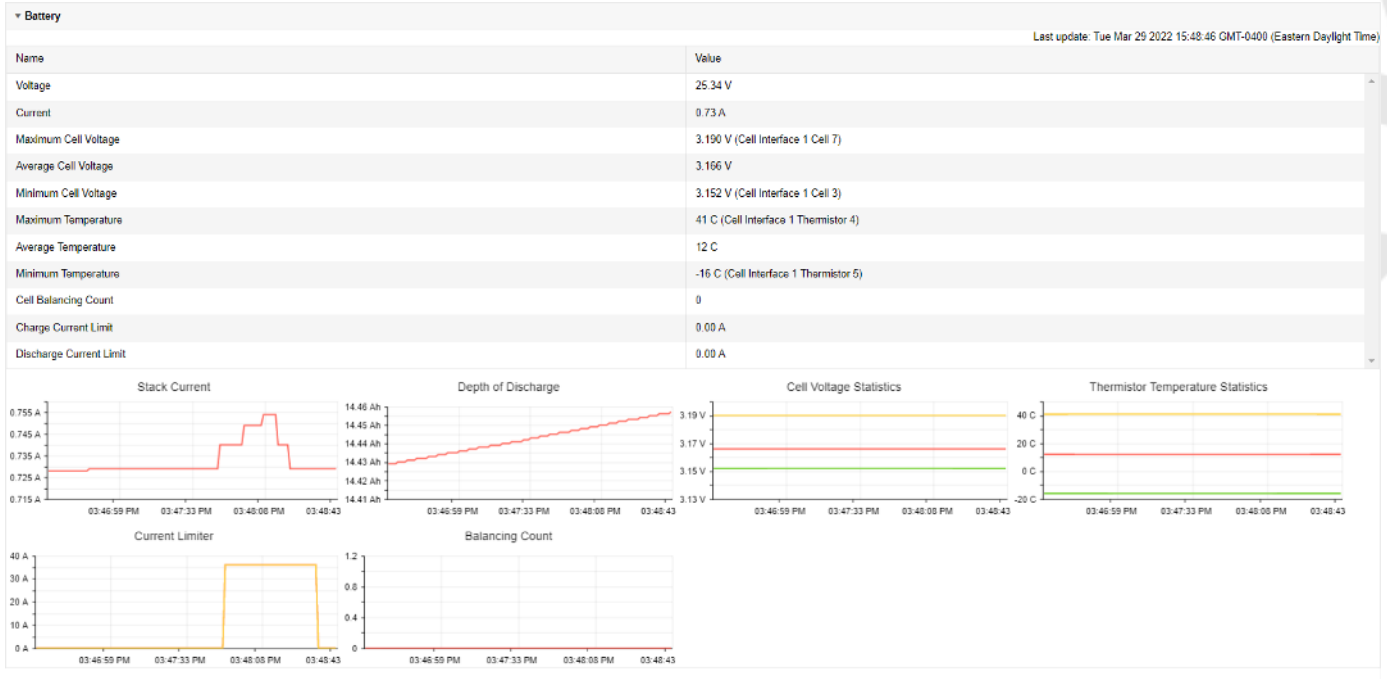 ▾ Battery
Last update: Tue Mar 29 2022 15:48:46 GMT-0400 (Eastern Daylight Time)
Name Value
Voltage 25.34 V
Current 0.73 A
Maximum Cell Voltage 3.190 V (Cell Interface 1 Cell 7)
Average Cell Voltage 3.166 V
Minimum Cell Voltage 3.152 V (Cell Interface 1 Cell 3)
Maximum Temperature 41 C (Cell Interface 1 Thermistor 4)
Average Temperature 12 C
Minimum Temperature -16 C (Cell Interface 1 Thermistor 5)
Cell Balancing Count 0
Charge Current Limit 0.00 A
Discharge Current Limit 0.00 A
Stack Current
0.755 A
0.745 A
0.735 A
0.725 A
0.715 A
03:46:59 PM 03:47:33 PM 03:48:08 PM 03:48:43
Depth of Discharge
14.46 Ah
14.45 Ah
14.44 Ah
14.43 Ah
14.42 Ah
14.41 Ah
03:46:59 PM 03:47:33 PM 03:48:08 PM 03:48:43
Cell Voltage Statistics
3.19 V
3.17 V
3.15 V
3.13 V
03:46:59 PM 03:47:33 PM 03:48:08 PM 03:48:43
Thermistor Temperature Statistics
40 C
20 C
0 C
-20 C
03:46:59 PM 03:47:33 PM 03:48:08 PM 03:48:43
Current Limiter
40 A
30 A
20 A
10 A
0 A
03:46:59 PM 03:47:33 PM 03:48:08 PM 03:48:43
Balancing Count
1.2
0.8
0.4
0
03:46:59 PM 03:47:33 PM 03:48:08 PM 03:48:43